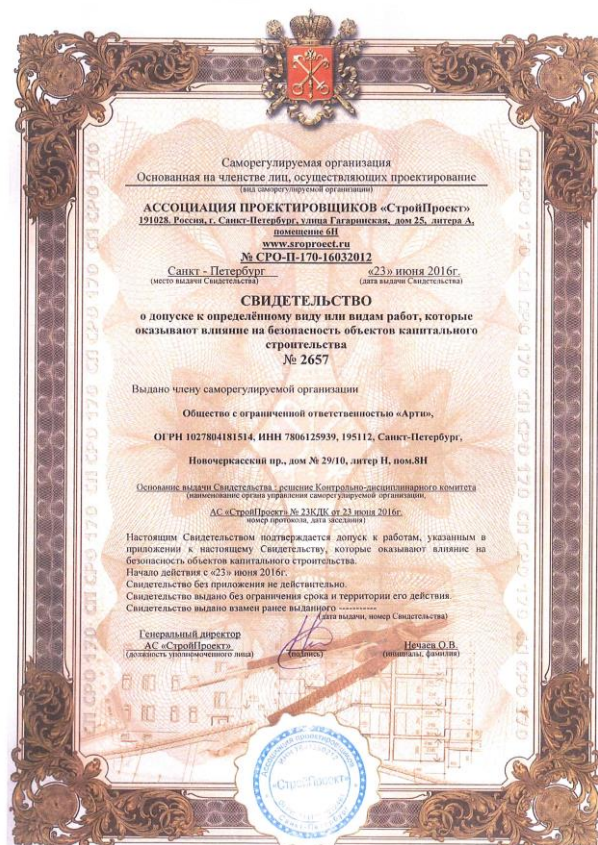 Саморегулируемая организация
Основанная на членстве лиц, осуществляющих проектирование
(вид саморегулируемой организации)
АССОЦИАЦИЯ ПРОЕКТИРОВЩИКОВ «СтройПроект»
191028, Россия, г. Санкт-Петербург, улица Гагаринская, дом 25, литера А,
помещение 6Н
www.sroproect.ru
№ СРО-П-170-16032012
Санкт - Петербург «23» июня 2016г.
(место выдачи Свидетельства) (дата выдачи Свидетельства)
СВИДЕТЕЛЬСТВО
о допуске к определённому виду или видам работ, которые
оказывают влияние на безопасность объектов капитального
строительства
№ 2657
Выдано члену саморегулируемой организации
Общество с ограниченной ответственностью «Арти»,
ОГРН 1027804181514, ИНН 7806125939, 195112, Санкт-Петербург,
Новочеркасский пр., дом № 29/10, литер Н, пом.8Н
Основание выдачи Свидетельства : решение Контрольно-дисциплинарного комитета
(наименование органа управления саморегулируемой организации,
АС «СтройПроект» № 23КДК от 23 июня 2016г.
номер протокола, дата заседания)
Настоящим Свидетельством подтверждается допуск к работам, указанным в
приложении к настоящему Свидетельству, которые оказывают влияние на
безопасность объектов капитального строительства.
Начало действия с «23» июня 2016г.
Свидетельство без приложения не действительно.
Свидетельство выдано без ограничения срока и территории его действия.
Свидетельство выдано взамен ранее выданного -----------
(дата выдачи, номер Свидетельства)
Генеральный директор
АС «СтройПроект» Нечаев О.В.
(должность уполномоченного лица) (подпись) (инициалы, фамилия)
«СтройПроект»